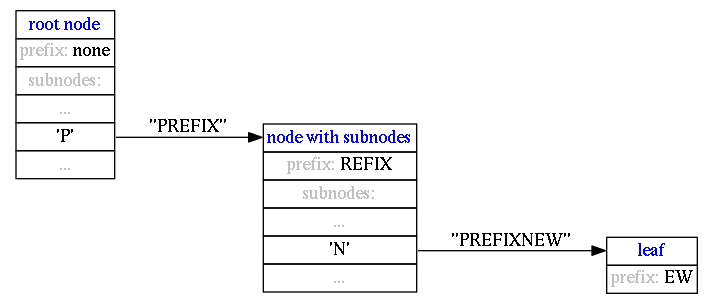 root node
prefix: none
subnodes:
...
'P'
...
"PREFIX"
node with subnodes
prefix: REFIX
subnodes:
...
'N'
...
"PREFIXNEW"
leaf
prefix: EW